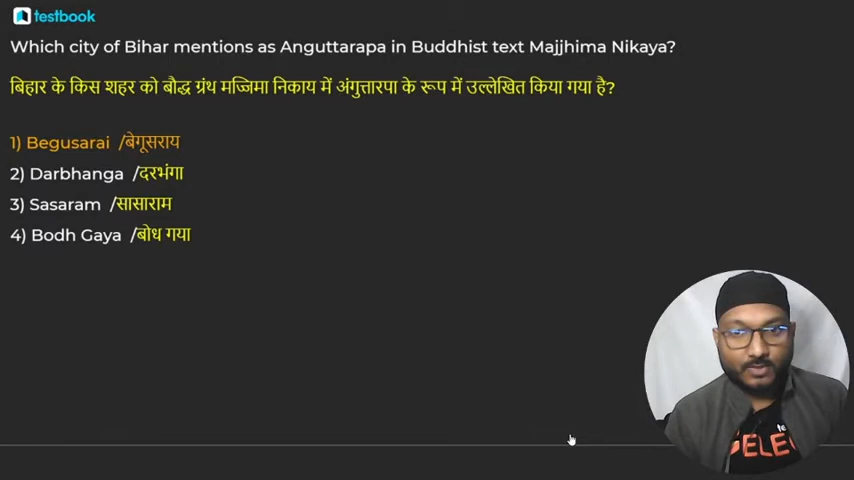 testbook
Which city of Bihar mentions as Anguttarapa in Buddhist text Majjhima Nikaya?
बिहार के किस शहर को बौद्ध ग्रंथ मज्जिमा निकाय में अंगुत्तारपा के रूप में उल्लेखित किया गया है?
1) Begusarai /बेगूसराय
2) Darbhanga /दरभंगा
3) Sasaram /सासाराम
4) Bodh Gaya /बोध गया